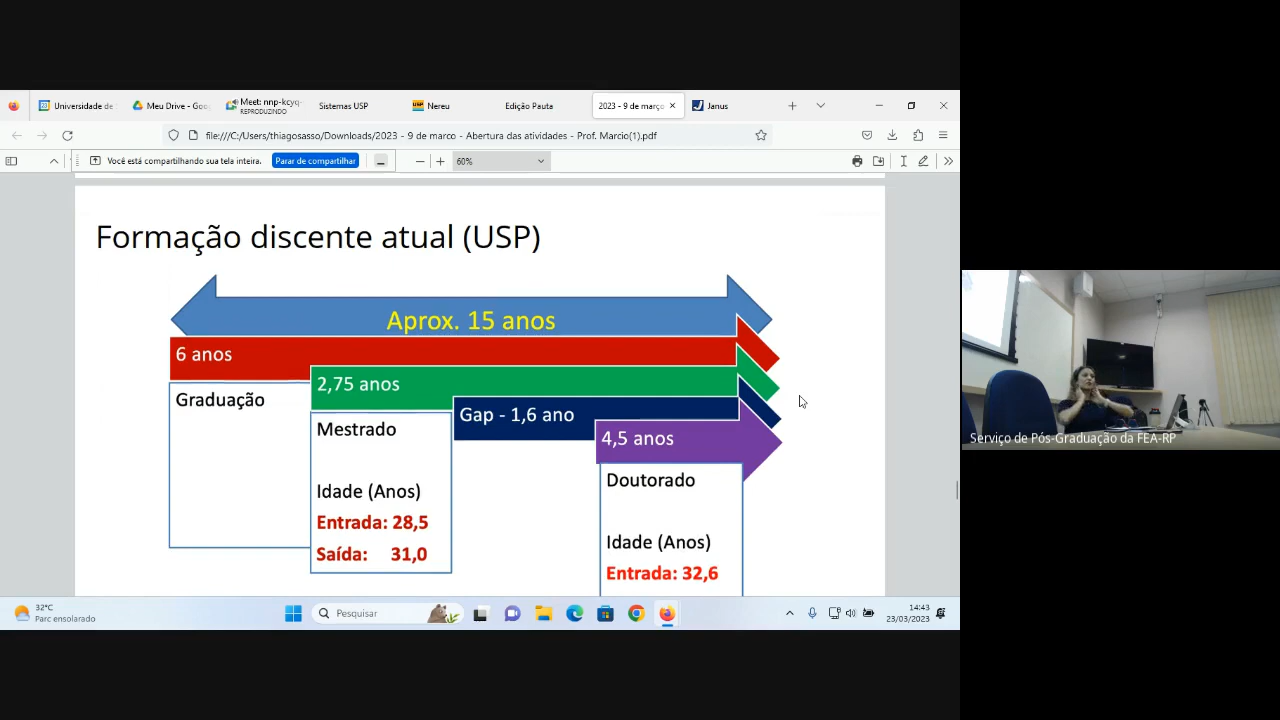 Universidade de
Meu Drive - Goo
Meet: nnp-kcyq-
REPRODUZINDO
Sistemas USP
USP
Nereu
Edição Pauta
2023 - 9 de março
Janus
file:///C:/Users/thiagosasso/Downloads/2023 - 9 de marco - Abertura das atividades - Prof. Marcio(1).pdf
Você está compartilhando sua tela inteira.
Parar de compartilhar
60%
Formação discente atual (USP)
Aprox. 15 anos
6 anos
Graduação
2,75 anos
Mestrado
Idade (Anos)
Entrada: 28,5
Saída: 31,0
Gap - 1,6 ano
4,5 anos
Doutorado
Idade (Anos)
Entrada: 32,6
Serviço de Pós-Graduação da FEA-RP
32°C
Parc ensolarado
Pesquisar
14:43
23/03/2023